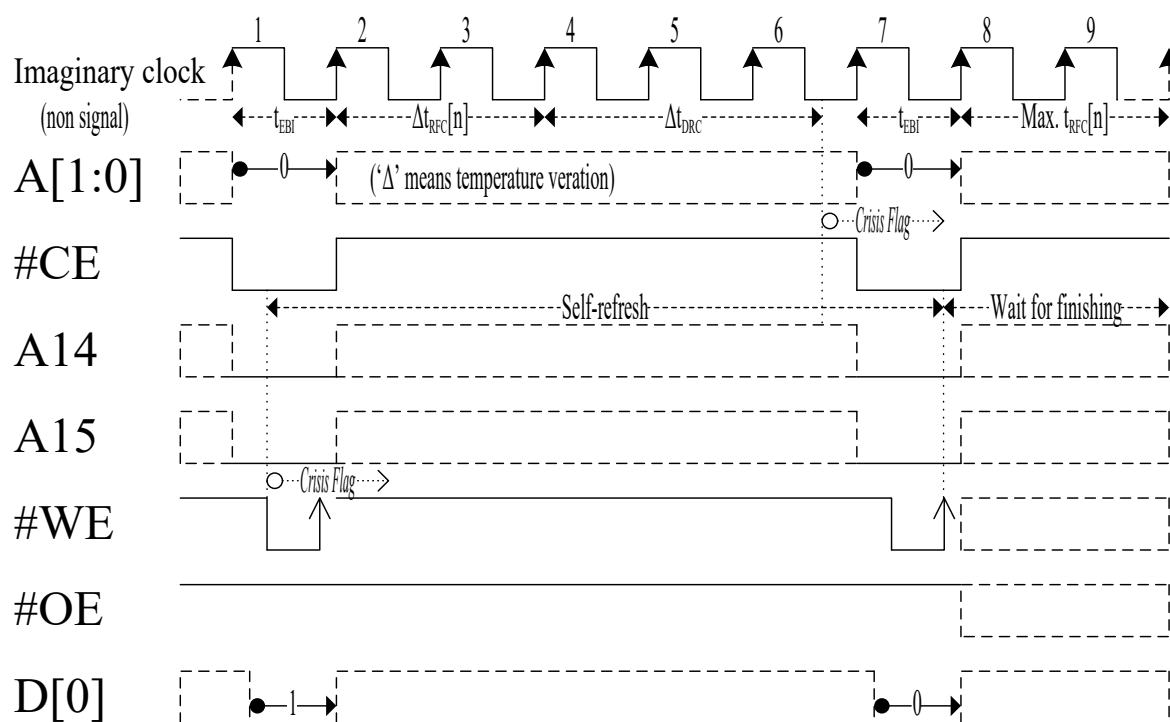 1 2 3 4 5 6 7 8 9
Imaginary clock
(non signal)
tEBI ΔtRFC[n] ΔtDRC tEBI Max. tRFC[n]
A[1:0] 0 (‘Δ’ means temperature veration) 0
Crisis Flag
#CE
Self-refresh Wait for finishing
A14
A15
Crisis Flag
#WE
#OE
D[0] 1 0